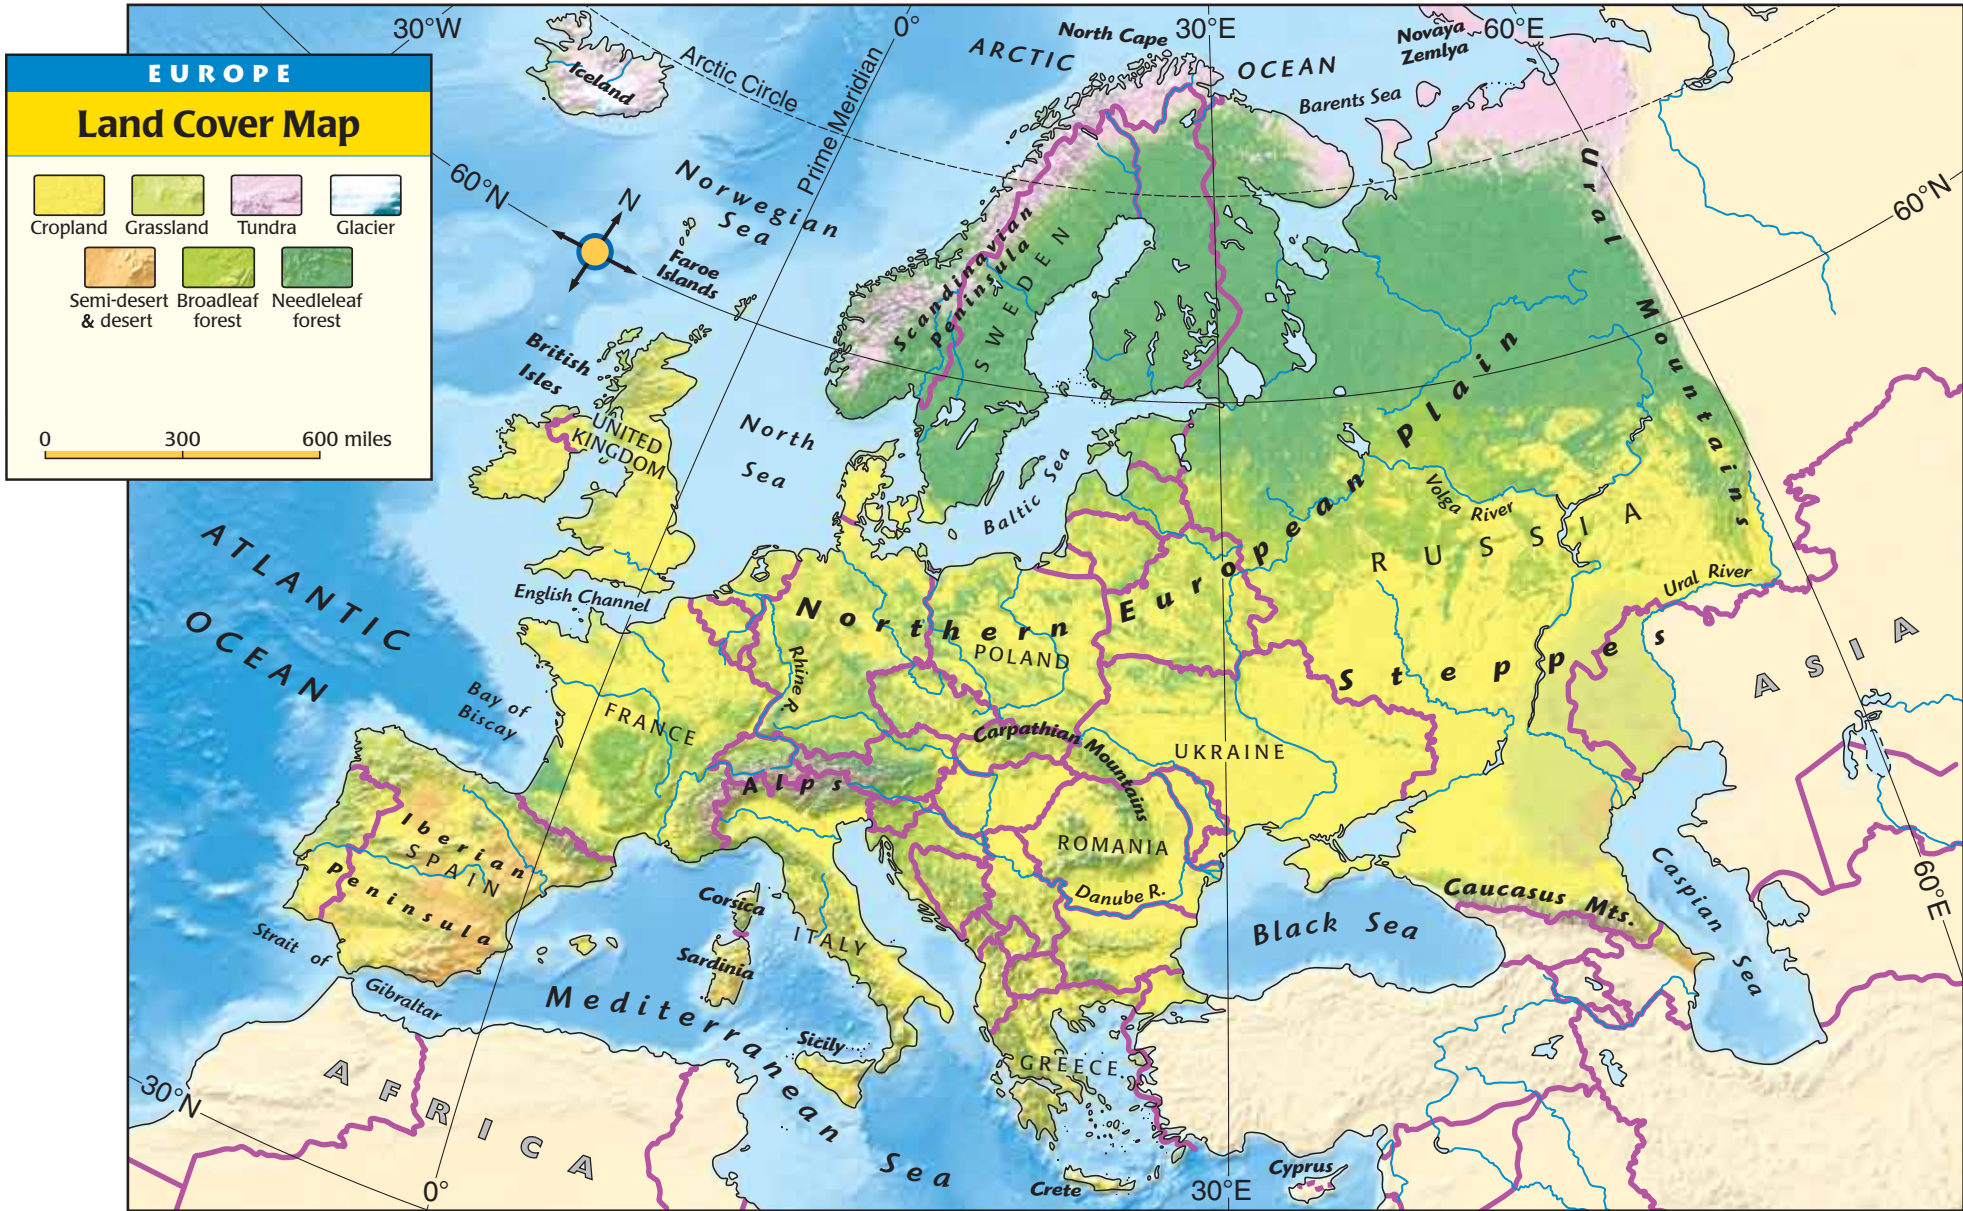 EUROPE
Land Cover Map
Cropland
Grassland
Tundra
Glacier
Semi-desert
& desert
Broadleaf
forest
Needleleaf
forest
0 300 600 miles
30°W
0°
30°E
60°E
North Cape
ARCTIC
OCEAN
Novaya
Zemlya
Barents Sea
Iceland
Arctic Circle
Prime Meridian
60°N
N
Norwegian
Sea
Faroe
Islands
Scandinavian
Peninsula
SWEDEN
Ural
Mountains
60°N
British
Isles
UNITED
KINGDOM
North
Sea
Baltic Sea
Northern
European Plain
Volga River
RUSSIA
Ural River
ATLANTIC
OCEAN
English Channel
Rhine R.
POLAND
Steppes
ASIA
Bay of
Biscay
FRANCE
Carpathian Mountains
UKRAINE
Alps
ROMANIA
Iberian
SPAIN
Peninsula
Danube R.
Corsica
ITALY
Black Sea
Caucasus Mts.
Caspian
Sea
60°E
Strait of
Gibraltar
Sardinia
Mediterranean
Sea
Sicily
GREECE
30°N
AFRICA
0°
Crete
30°E
Cyprus